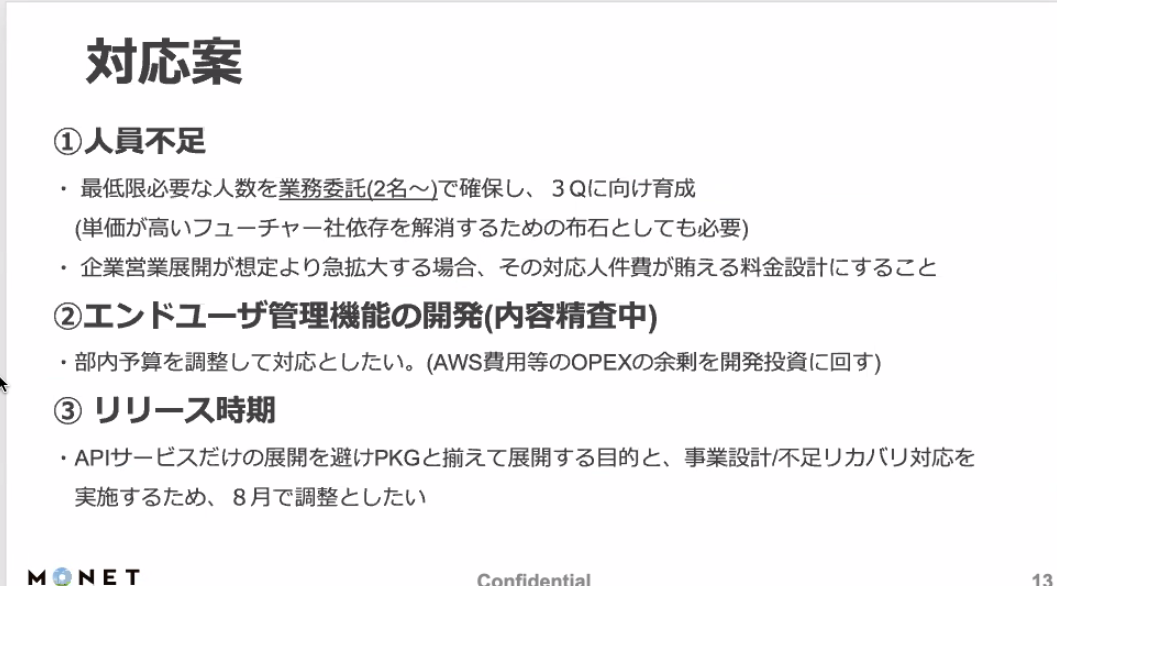 対応案
①人員不足
・ 最低限必要な人数を業務委託(2名～)で確保し、３Qに向け育成
(単価が高いフューチャー社依存を解消するための布石としても必要)
・ 企業営業展開が想定より急拡大する場合、その対応人件費が賄える料金設計にすること
②エンドユーザ管理機能の開発(内容精査中)
・部内予算を調整して対応としたい。(AWS費用等のOPEXの余剰を開発投資に回す)
③ リリース時期
・APIサービスだけの展開を避けPKGと揃えて展開する目的と、事業設計/不足リカバリ対応を
実施するため、８月で調整としたい
MONET
Confidential
13